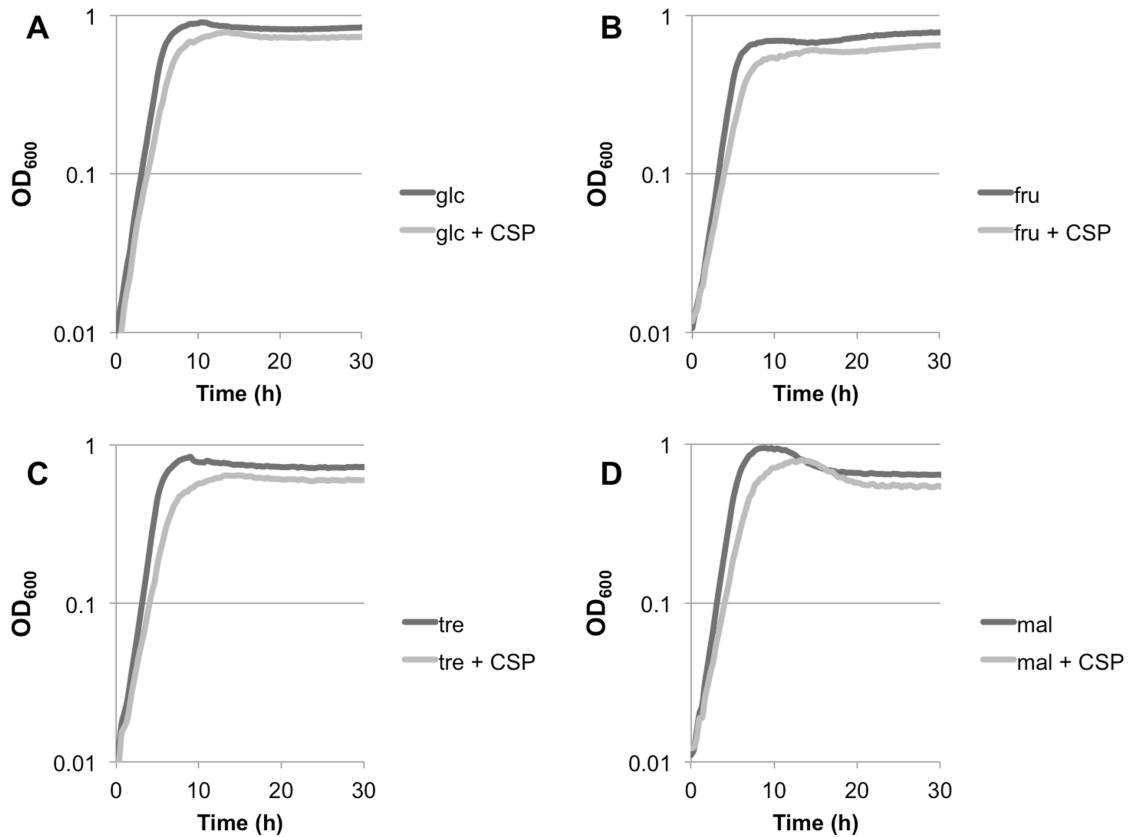 A
1
0.1
0.01
OD600
0
10
20
30
Time (h)
glc
glc + CSP
B
1
0.1
0.01
OD600
0
10
20
30
Time (h)
fru
fru + CSP
C
1
0.1
0.01
OD600
0
10
20
30
Time (h)
tre
tre + CSP
D
1
0.1
0.01
OD600
0
10
20
30
Time (h)
mal
mal + CSP